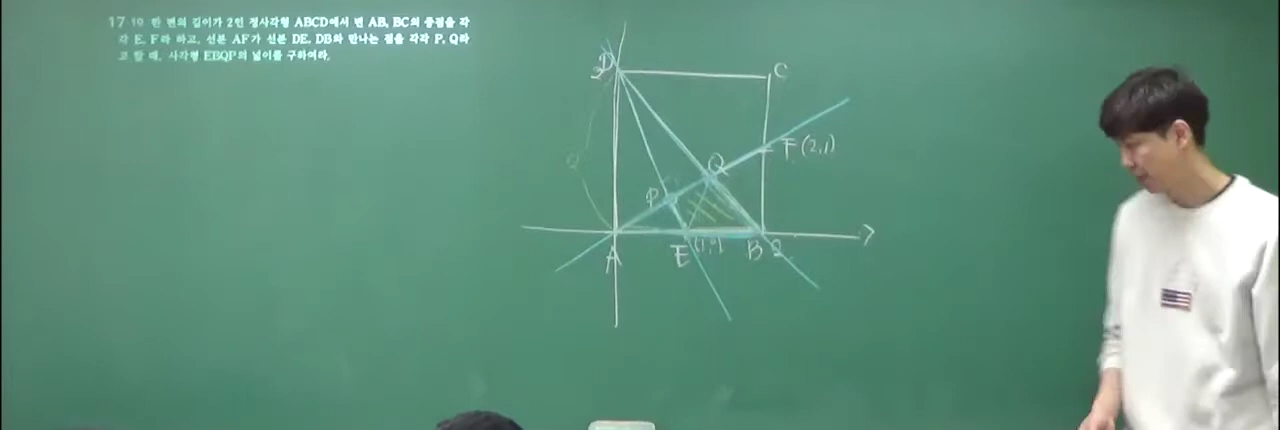 17 10. 한 변의 길이가 2인 정사각형 ABCD에서 변 AB, BC의 중점을 각
각 E, F라 하고, 선분 AF가 선분 DE, DB와 만나는 점을 각각 P, Q라
고 할 때, 사각형 EBQP의 넓이를 구하여라.
D
C
2
Q
F(2,1)
P
A
E
(1,0)
B
2